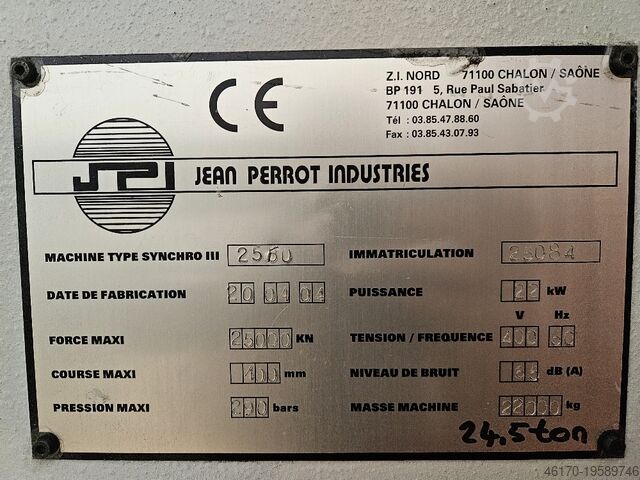 Z.I. NORD 71100 CHALON / SAÔNE
BP 191 5, Rue Paul Sabatier
71100 CHALON / SAÔNE
Tél : 03.85.47.88.60
Fax : 03.85.43.07.93
CE
JPI JEAN PERROT INDUSTRIES
MACHINE TYPE SYNCHRO III 2560 IMMATRICULATION 25084
DATE DE FABRICATION 20 04 04 PUISSANCE 22 kW
V Hz
FORCE MAXI 25000 KN TENSION / FREQUENCE 400
COURSE MAXI 400 mm NIVEAU DE BRUIT dB (A)
PRESSION MAXI 290 bars MASSE MACHINE 22000 kg
24,5ton
46170-19589746